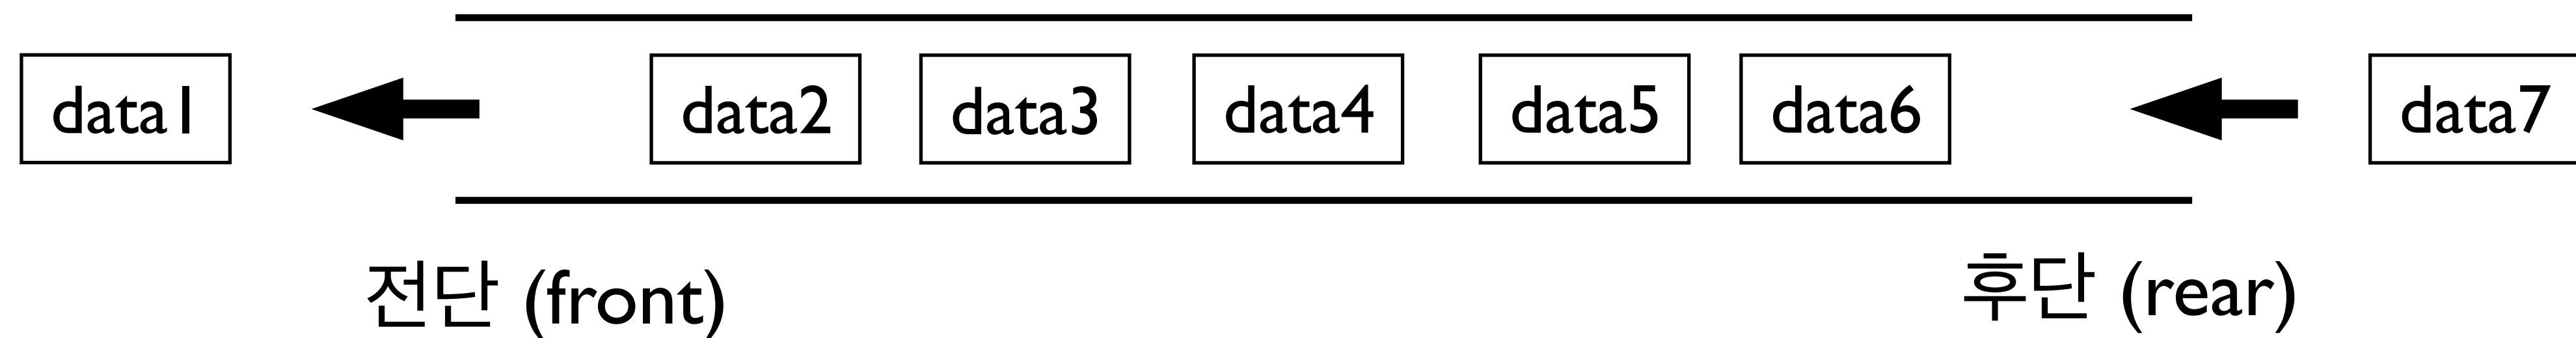 data1 data2 data3 data4 data5 data6 data7
전단 (front) 후단 (rear)